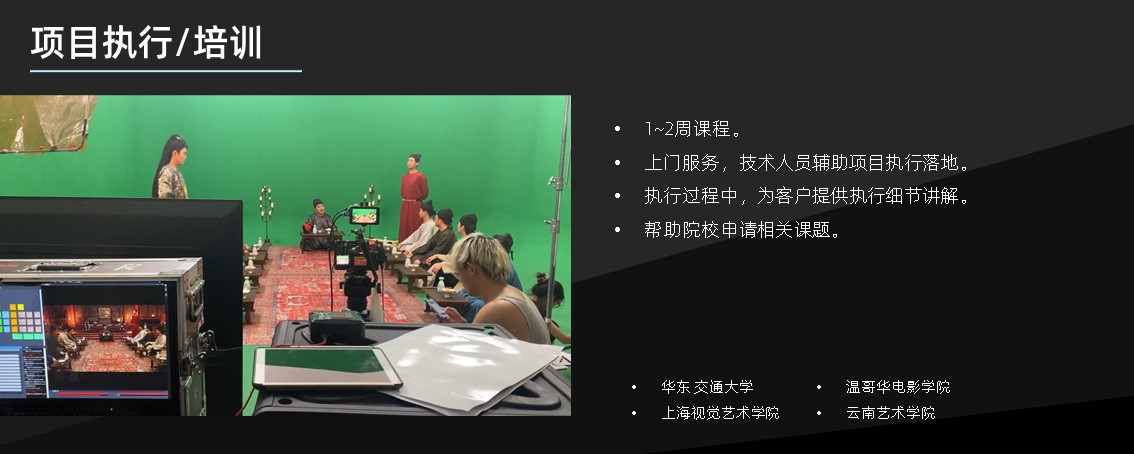 项目执行/培训
• 1~2周课程。
• 上门服务，技术人员辅助项目执行落地。
• 执行过程中，为客户提供执行细节讲解。
• 帮助院校申请相关课题。
• 华东交通大学
• 温哥华电影学院
• 上海视觉艺术学院
• 云南艺术学院